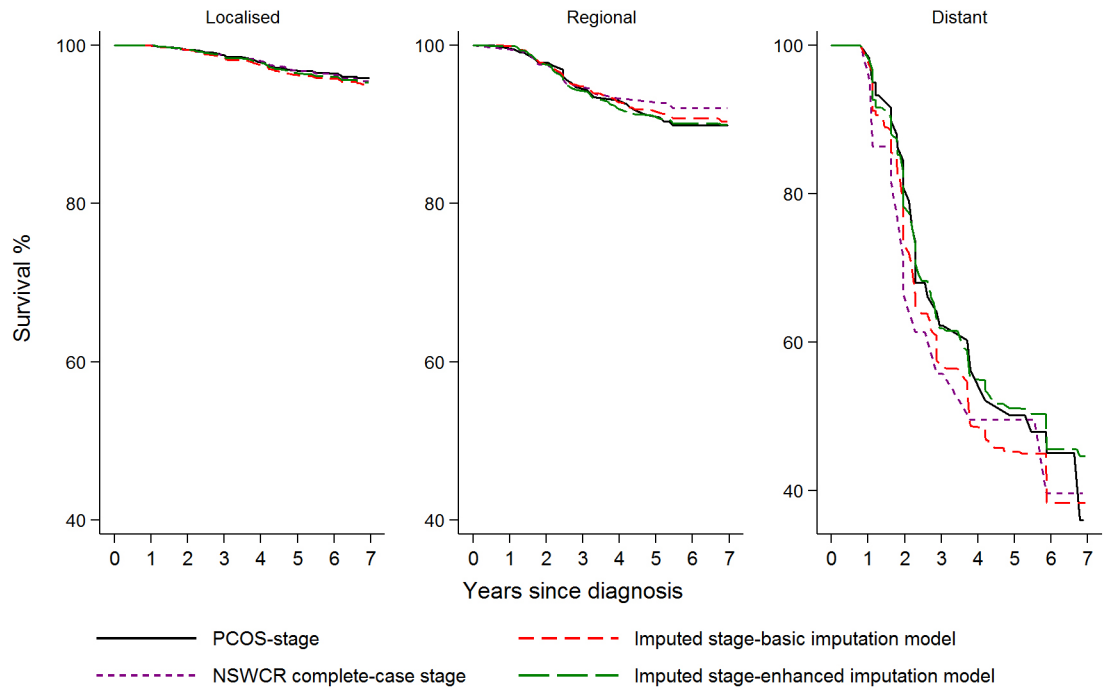 Localised
Regional
Distant
Survival %
100
80
60
40
0 1 2 3 4 5 6 7
100
80
60
40
0 1 2 3 4 5 6 7
100
80
60
40
0 1 2 3 4 5 6 7
Years since diagnosis
PCOS-stage
Imputed stage-basic imputation model
NSWCR complete-case stage
Imputed stage-enhanced imputation model